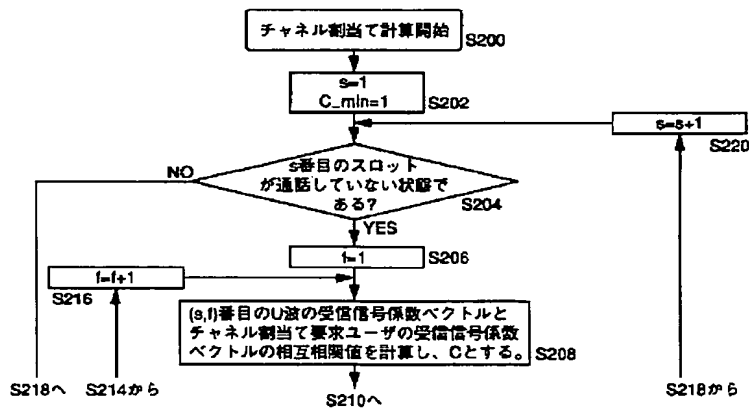 チャネル割当て計算開始
S200
s=1
C_min=1
S202
s=s+1
S220
NO
s番目のスロット
が通話していない状態で
ある?
S204
YES
f=1
S206
f=f+1
S216
(s,f)番目のU波の受信信号係数ベクトルと
チャネル割当て要求ユーザの受信信号係数
ベクトルの相互相関値を計算し、Cとする。
S208
S218へ
S214から
S210へ
S218から